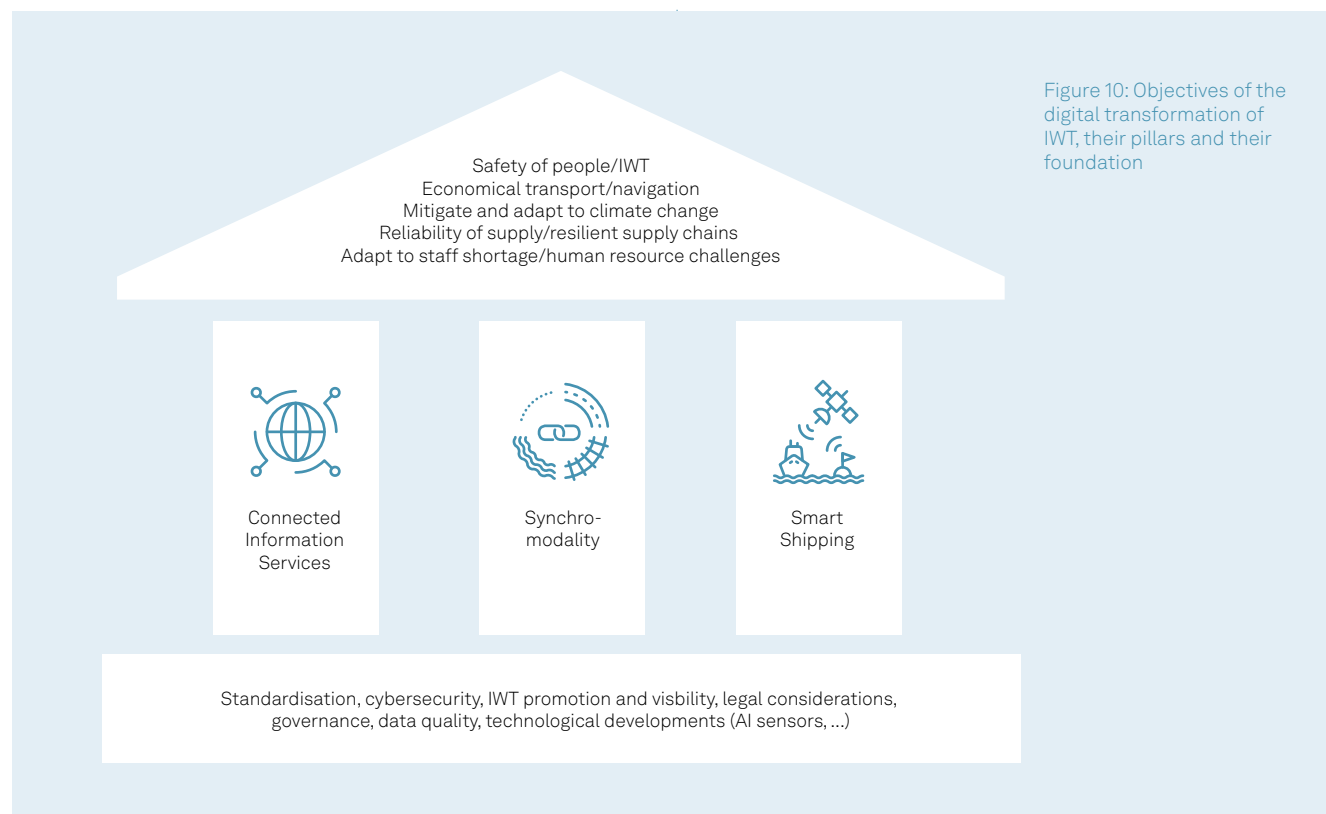 Figure 10: Objectives of the
digital transformation of
IWT, their pillars and their
foundation
Safety of people/IWT
Economical transport/navigation
Mitigate and adapt to climate change
Reliability of supply/resilient supply chains
Adapt to staff shortage/human resource challenges
Connected
Information
Services
Synchro-
modality
Smart
Shipping
Standardisation, cybersecurity, IWT promotion and visbility, legal considerations,
governance, data quality, technological developments (AI sensors, ...)